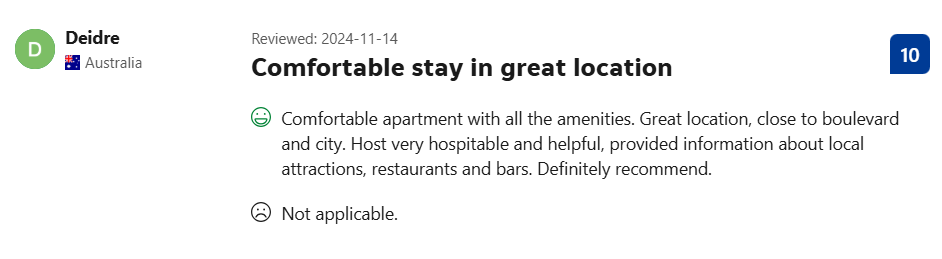 D
Deidre
Australia
Reviewed: 2024-11-14
Comfortable stay in great location
10
Comfortable apartment with all the amenities. Great location, close to boulevard
and city. Host very hospitable and helpful, provided information about local
attractions, restaurants and bars. Definitely recommend.
Not applicable.